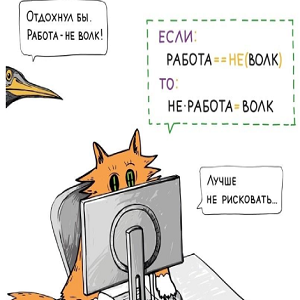 Отдохнул бы.
Работа - не волк!
ЕСЛИ:
РАБОТА == НЕ(ВОЛК)
ТО:
НЕ-РАБОТА = ВОЛК
Лучше
не рисковать...